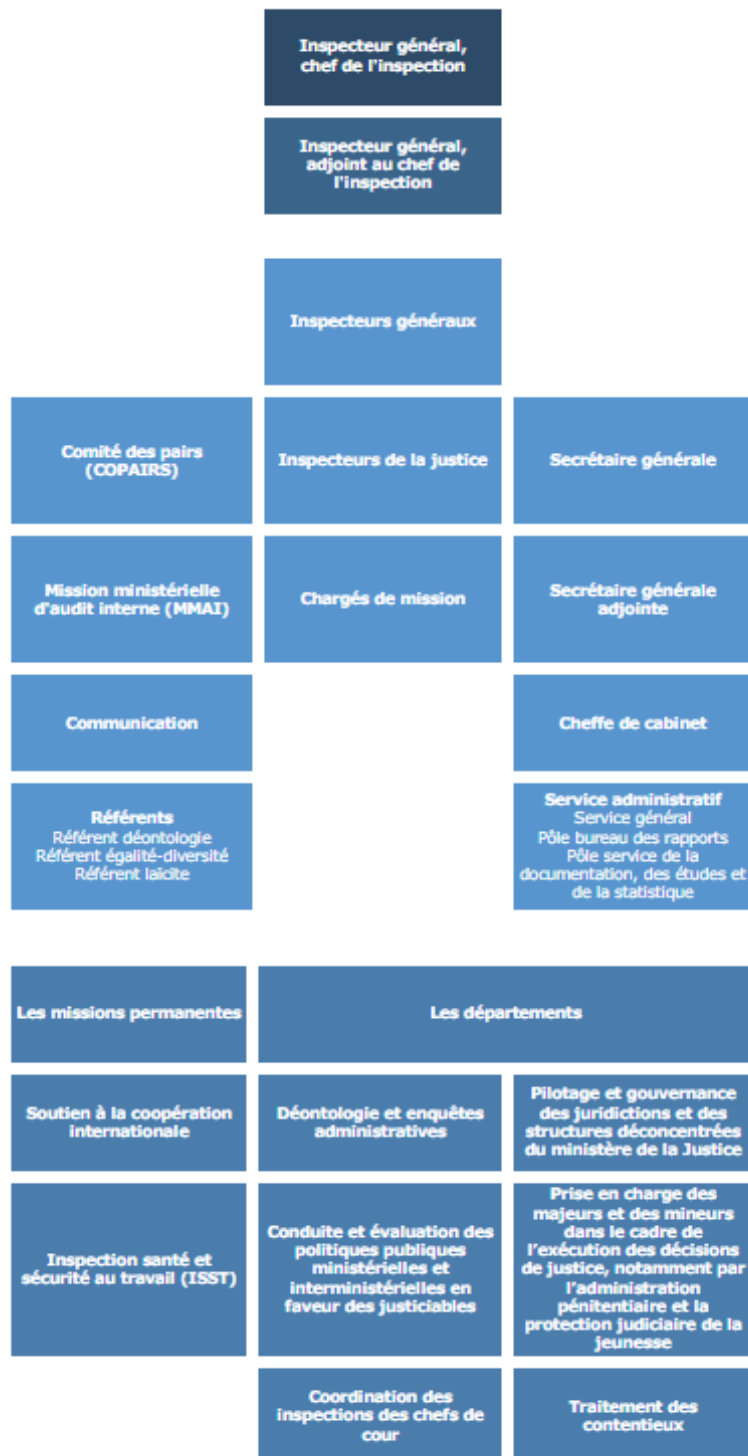 Inspecteur général,
chef de l'inspection
Inspecteur général,
adjoint au chef de
l'inspection
Inspecteurs généraux
Comité des pairs
(COPAIRS)
Inspecteurs de la justice
Secrétaire générale
Mission ministérielle
d'audit interne (MMAI)
Chargés de mission
Secrétaire générale
adjointe
Communication
Cheffe de cabinet
Référents
Référent déontologie
Référent égalité-diversité
Référent laïcite
Service administratif
Service général
Pôle bureau des rapports
Pôle service de la
documentation, des études et
de la statistique
Les missions permanentes
Les départements
Soutien à la coopération
internationale
Déontologie et enquêtes
administratives
Pilotage et gouvernance
des juridictions et des
structures déconcentrées
du ministère de la Justice
Inspection santé et
sécurité au travail (ISST)
Conduite et évaluation des
politiques publiques
ministérielles et
interministérielles en
faveur des justiciables
Prise en charge des
majeurs et des mineurs
dans le cadre de
l'exécution des décisions
de justice, notamment par
l'administration
pénitentiaire et la
protection judiciaire de la
jeunesse
Coordination des
inspections des chefs de
cour
Traitement des
contentieux